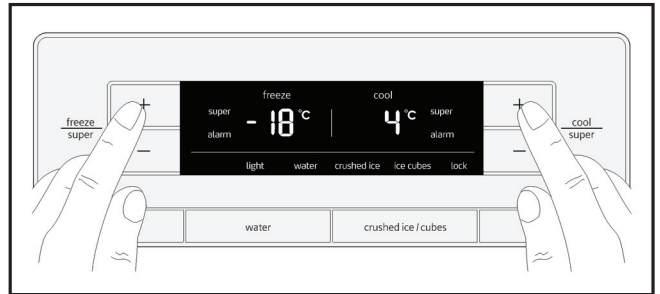 freeze
cool
super
-18 °C
4 °C
super
alarm
alarm
light water crushed ice ice cubes lock
+
−
freeze
super
+
−
cool
super
water
crushed ice / cubes